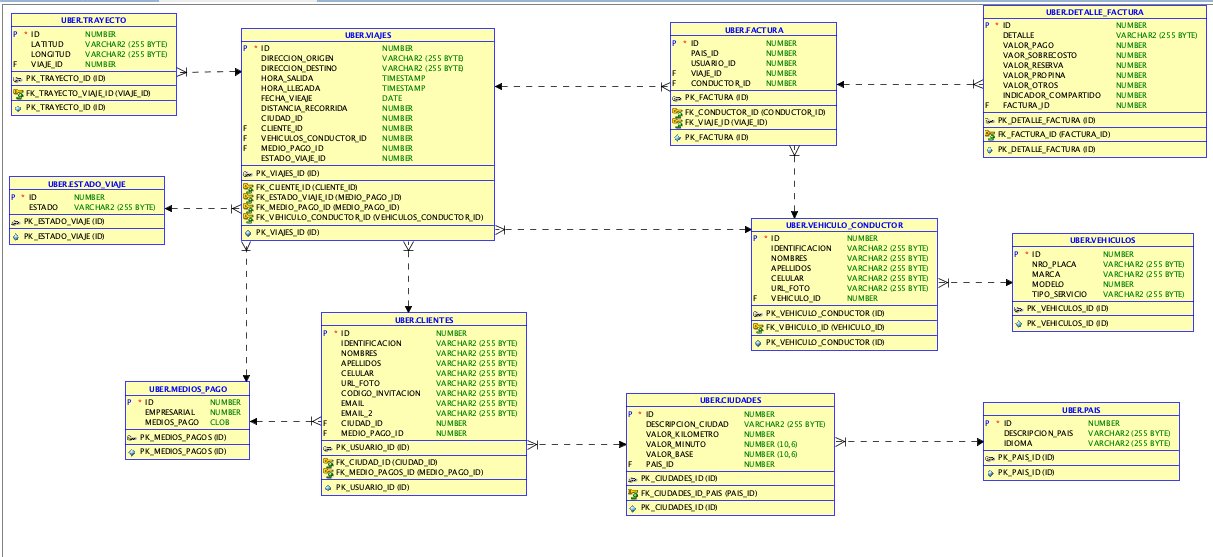 UBER.TRAYECTO
P * ID NUMBER
LATITUD VARCHAR2 (255 BYTE)
LONGITUD VARCHAR2 (255 BYTE)
F VIAJE_ID NUMBER
PK_TRAYECTO_ID (ID)
FK_TRAYECTO_VIAJE_ID (VIAJE_ID)
PK_TRAYECTO_ID (ID)
UBER.VIAJES
P * ID NUMBER
DIRECCION_ORIGEN VARCHAR2 (255 BYTE)
DIRECCION_DESTINO VARCHAR2 (255 BYTE)
HORA_SALIDA TIMESTAMP
HORA_LLEGADA TIMESTAMP
FECHA_VIEAJE DATE
DISTANCIA_RECORRIDA NUMBER
CIUDAD_ID NUMBER
F CLIENTE_ID NUMBER
F VEHICULOS_CONDUCTOR_ID NUMBER
F MEDIO_PAGO_ID NUMBER
ESTADO_VIAJE_ID NUMBER
PK_VIAJES_ID (ID)
FK_CLIENTE_ID (CLIENTE_ID)
FK_ESTADO_VIAJE_ID (MEDIO_PAGO_ID)
FK_MEDIO_PAGO_ID (MEDIO_PAGO_ID)
FK_VEHICULO_CONDUCTOR_ID (VEHICULOS_CONDUCTOR_ID)
PK_VIAJES_ID (ID)
UBER.FACTURA
P * ID NUMBER
PAIS_ID NUMBER
USUARIO_ID NUMBER
F VIAJE_ID NUMBER
F CONDUCTOR_ID NUMBER
PK_FACTURA (ID)
FK_CONDUCTOR_ID (CONDUCTOR_ID)
FK_VIAJE_ID (VIAJE_ID)
PK_FACTURA (ID)
UBER.DETALLE_FACTURA
P * ID NUMBER
DETALLE VARCHAR2 (255 BYTE)
VALOR_PAGO NUMBER
VAOR_SOBRECOSTO NUMBER
VALOR_RESERVA NUMBER
VALOR_PROPINA NUMBER
VALOR_OTROS NUMBER
INDICADOR_COMPARTIDO NUMBER
F FACTURA_ID NUMBER
PK_DETALLE_FACTURA (ID)
FK_FACTURA_ID (FACTURA_ID)
PK_DETALLE_FACTURA (ID)
UBER.ESTADO_VIAJE
P * ID NUMBER
ESTADO VARCHAR2 (255 BYTE)
PK_ESTADO_VIAJE (ID)
PK_ESTADO_VIAJE (ID)
UBER.VEHICULO_CONDUCTOR
P * ID NUMBER
IDENTIFICACION VARCHAR2 (255 BYTE)
NOMBRES VARCHAR2 (255 BYTE)
APELLIDOS VARCHAR2 (255 BYTE)
CELULAR VARCHAR2 (255 BYTE)
URL_FOTO VARCHAR2 (255 BYTE)
F VEHICULO_ID NUMBER
PK_VEHICULO_CONDUCTOR (ID)
FK_VEHICULO_ID (VEHICULO_ID)
PK_VEHICULO_CONDUCTOR (ID)
UBER.VEHICULOS
P * ID NUMBER
NRO_PLACA VARCHAR2 (255 BYTE)
MARCA VARCHAR2 (255 BYTE)
MODELO NUMBER
TIPO_SERVICIO VARCHAR2 (255 BYTE)
PK_VEHICULOS_ID (ID)
PK_VEHICULOS_ID (ID)
UBER.CLIENTES
P * ID NUMBER
IDENTIFICACION VARCHAR2 (255 BYTE)
NOMBRES VARCHAR2 (255 BYTE)
APELLIDOS VARCHAR2 (255 BYTE)
CELULAR VARCHAR2 (255 BYTE)
URL_FOTO VARCHAR2 (255 BYTE)
CODIGO_INVITACION VARCHAR2 (255 BYTE)
EMAIL VARCHAR2 (255 BYTE)
EMAIL_2 VARCHAR2 (255 BYTE)
F CIUDAD_ID NUMBER
F MEDIO_PAGO_ID NUMBER
PK_USUARIO_ID (ID)
FK_CIUDAD_ID (CIUDAD_ID)
FK_MEDIO_PAGOS_ID (MEDIO_PAGO_ID)
PK_USUARIO_ID (ID)
UBER.MEDIOS_PAGO
P * ID NUMBER
EMPRESARIAL NUMBER
MEDIOS_PAGO CLOB
PK_MEDIOS_PAGOS (ID)
PK_MEDIOS_PAGOS (ID)
UBER.CIUDADES
P * ID NUMBER
DESCRIPCION_CIUDAD VARCHAR2 (255 BYTE)
VALOR_KILOMETRO NUMBER
VALOR_MINUTO NUMBER (10,6)
VALOR_BASE NUMBER (10,6)
F PAIS_ID NUMBER
PK_CIUDADES_ID (ID)
FK_CIUDADES_ID_PAIS (PAIS_ID)
PK_CIUDADES_ID (ID)
UBER.PAIS
P * ID NUMBER
DESCRIPCION_PAIS VARCHAR2 (255 BYTE)
IDIOMA VARCHAR2 (255 BYTE)
PK_PAIS_ID (ID)
PK_PAIS_ID (ID)